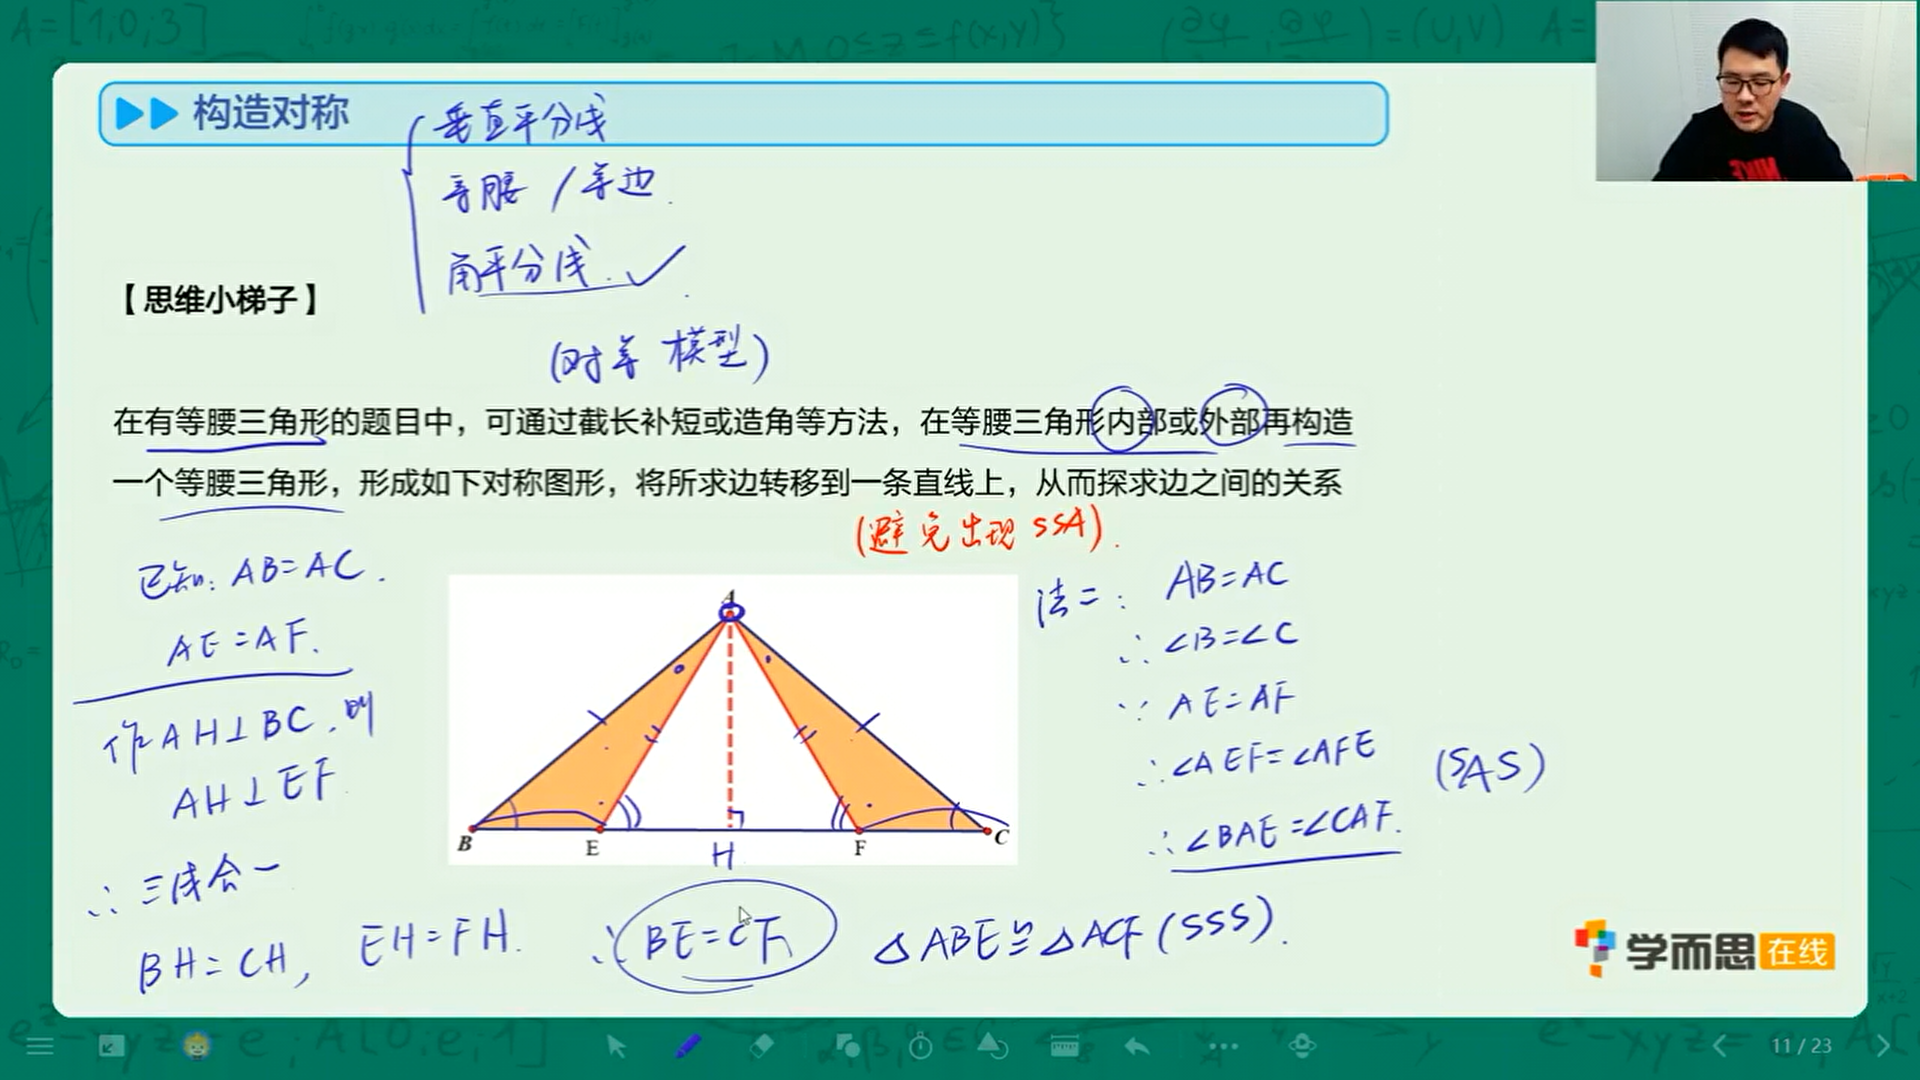 构造对称
垂直平分线
等腰 / 等边
角平分线
【思维小梯子】
(对等模型)
在有等腰三角形的题目中，可通过截长补短或造角等方法，在等腰三角形内部或外部再构造
一个等腰三角形，形成如下对称图形，将所求边转移到一条直线上，从而探求边之间的关系
(避免出现 SSA).
已知: AB=AC.
AE=AF.
作AH⊥BC.则
AH⊥EF
∴三线合一
BH=CH, EH=FH. ∴BE=CF △ABE≌△ACF (SSS).
A
B E H F C
法二: AB=AC
∴∠B=∠C
∵AE=AF
∴∠AEF=∠AFE (SAS)
∴∠BAE=∠CAF.
学而思在线
11 / 23